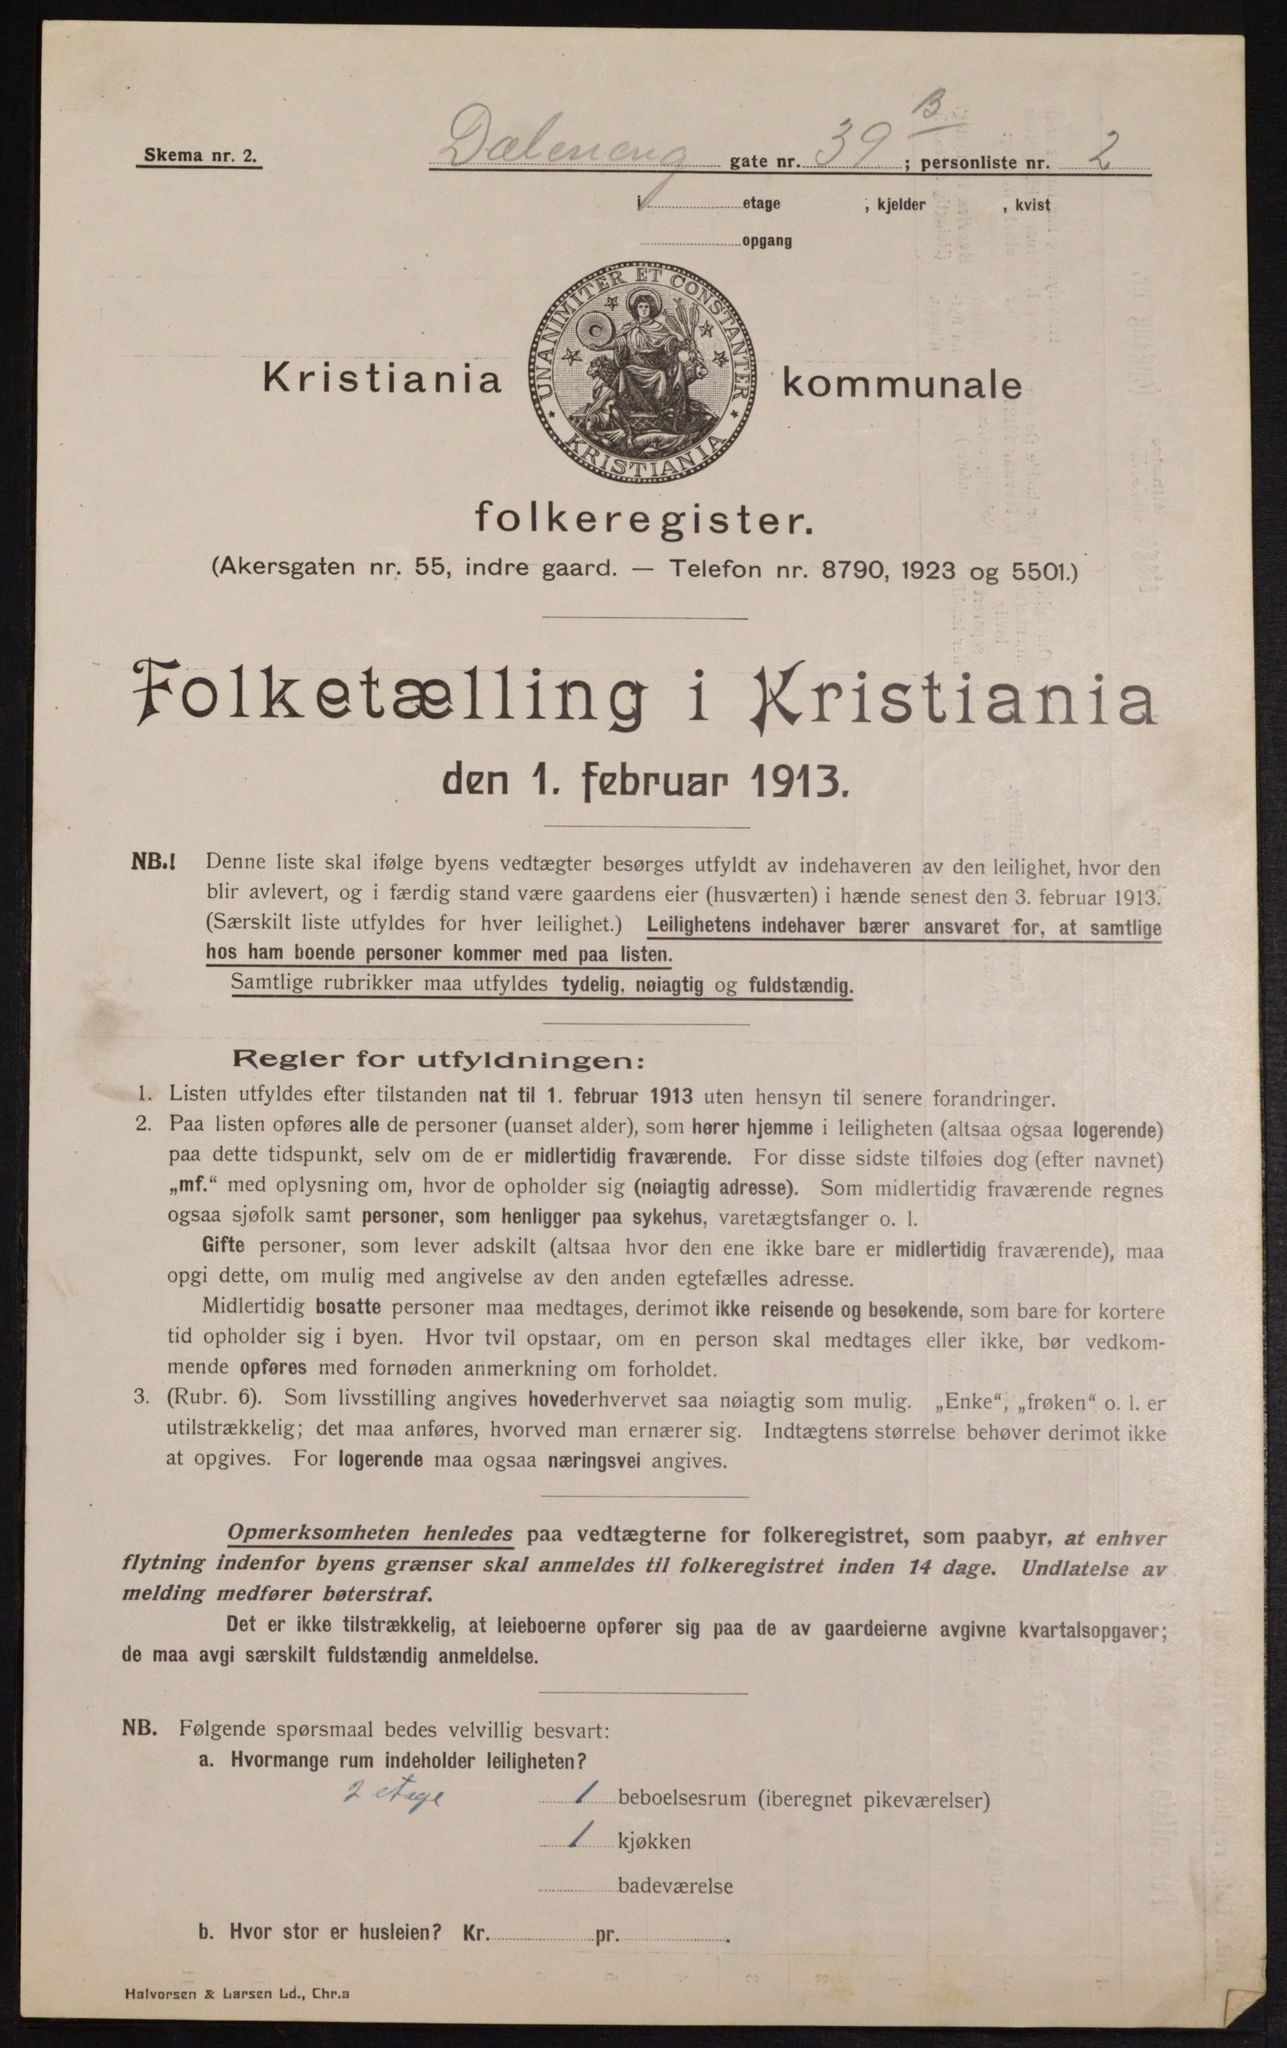 Skema nr. 2.
Dæleneng gate nr. 39 B ; personliste nr. 2
i etage , kjelder , kvist
opgang
UNANIMITER ET CONSTANTER
KRISTIANIA
Kristiania kommunale
folkeregister.
(Akersgaten nr. 55, indre gaard. — Telefon nr. 8790, 1923 og 5501.)
Folketælling i Kristiania
den 1. februar 1913.
NB.! Denne liste skal ifølge byens vedtægter besørges utfyldt av indehaveren av den leilighet, hvor den
blir avlevert, og i færdig stand være gaardens eier (husværten) i hænde senest den 3. februar 1913.
(Særskilt liste utfyldes for hver leilighet.) Leilighetens indehaver bærer ansvaret for, at samtlige
hos ham boende personer kommer med paa listen.
Samtlige rubrikker maa utfyldes tydelig, nøiagtig og fuldstændig.
Regler for utfyldningen:
1. Listen utfyldes efter tilstanden nat til 1. februar 1913 uten hensyn til senere forandringer.
2. Paa listen opføres alle de personer (uanset alder), som hører hjemme i leiligheten (altsaa ogsaa logerende)
paa dette tidspunkt, selv om de er midlertidig fraværende. For disse sidste tilføies dog (efter navnet)
„mf.“ med oplysning om, hvor de opholder sig (nøiagtig adresse). Som midlertidig fraværende regnes
ogsaa sjøfolk samt personer, som henligger paa sykehus, varetægtsfanger o. l.
Gifte personer, som lever adskilt (altsaa hvor den ene ikke bare er midlertidig fraværende), maa
opgi dette, om mulig med angivelse av den anden egtefælles adresse.
Midlertidig bosatte personer maa medtages, derimot ikke reisende og besøkende, som bare for kortere
tid opholder sig i byen. Hvor tvil opstaar, om en person skal medtages eller ikke, bør vedkom-
mende opføres med fornøden anmerkning om forholdet.
3. (Rubr. 6). Som livsstilling angives hovederhvervet saa nøiagtig som mulig. „Enke“, „frøken“ o. l. er
utilstrækkelig; det maa anføres, hvorved man ernærer sig. Indtægtens størrelse behøver derimot ikke
at opgives. For logerende maa ogsaa næringsvei angives.
Opmerksomheten henledes paa vedtægterne for folkeregistret, som paabyr, at enhver
flytning indenfor byens grænser skal anmeldes til folkeregistret inden 14 dage. Undlatelse av
melding medfører bøterstraf.
Det er ikke tilstrækkelig, at leieboerne opfører sig paa de av gaardeierne avgivne kvartalsopgaver;
de maa avgi særskilt fuldstændig anmeldelse.
NB. Følgende spørsmaal bedes velvillig besvart:
a. Hvormange rum indeholder leiligheten?
2 etage 1 beboelsesrum (iberegnet pikeværelser)
1 kjøkken
badeværelse
b. Hvor stor er husleien? Kr. pr. .
Halvorsen & Larsen Ld., Chr.a